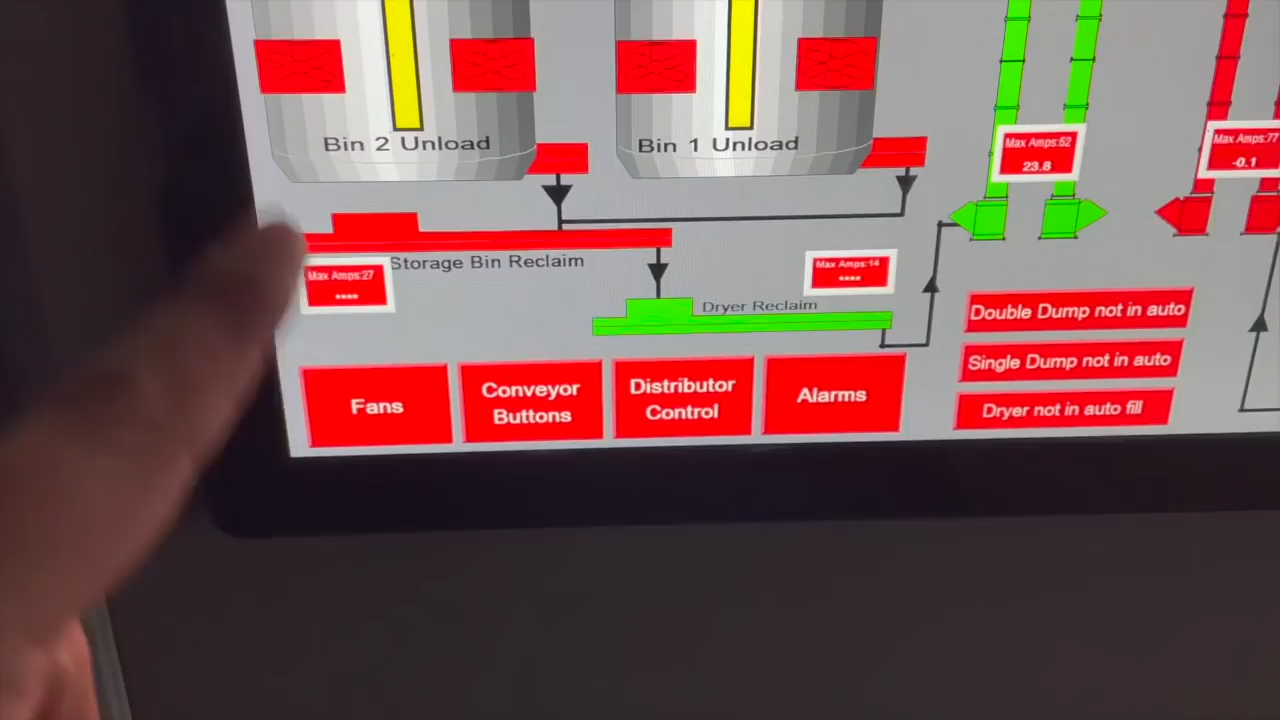 Bin 2 Unload
Bin 1 Unload
Max Amps:52
23.8
Max Amps:77
-0.1
Storage Bin Reclaim
Max Amps:27
****
Max Amps:14
****
Dryer Reclaim
Double Dump not in auto
Single Dump not in auto
Dryer not in auto fill
Fans
Conveyor
Buttons
Distributor
Control
Alarms